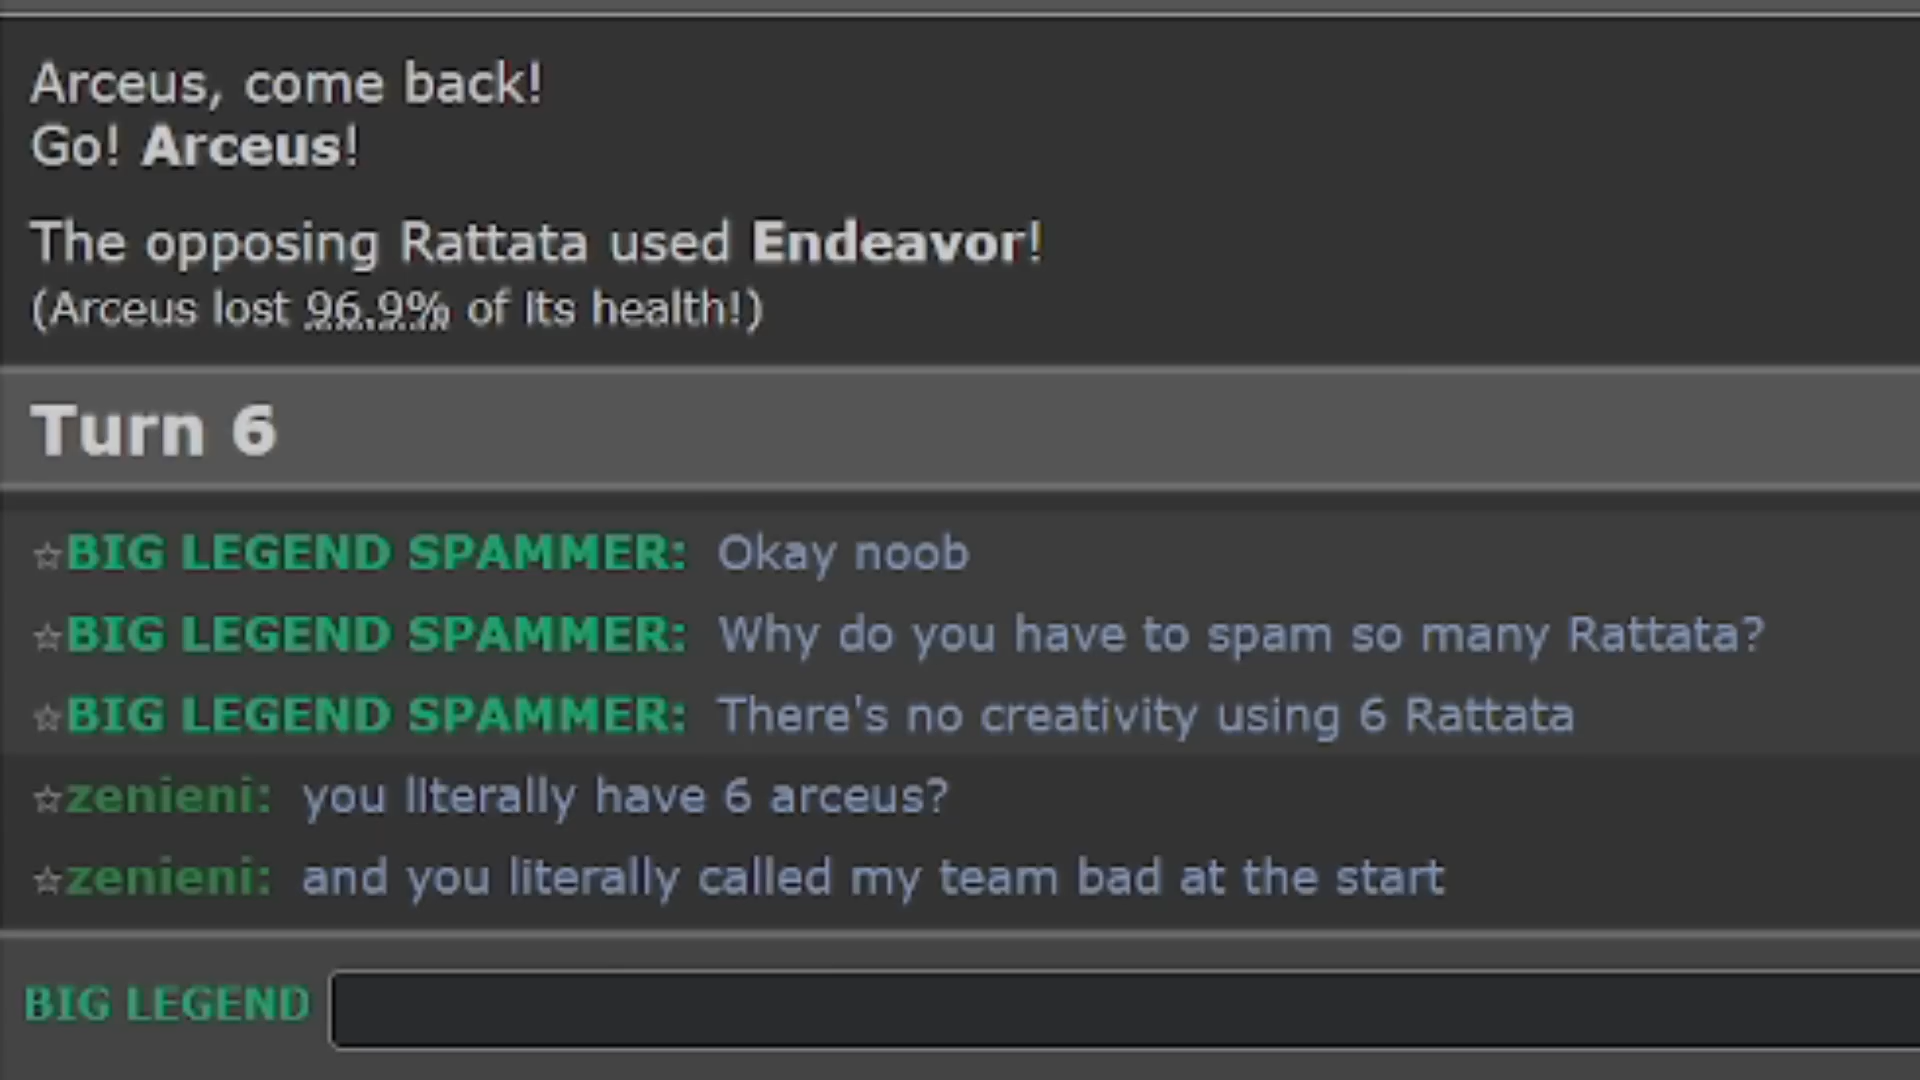 Arceus, come back!
Go! Arceus!
The opposing Rattata used Endeavor!
(Arceus lost 96.9% of its health!)
Turn 6
☆BIG LEGEND SPAMMER: Okay noob
☆BIG LEGEND SPAMMER: Why do you have to spam so many Rattata?
☆BIG LEGEND SPAMMER: There's no creativity using 6 Rattata
☆zenieni: you literally have 6 arceus?
☆zenieni: and you literally called my team bad at the start
BIG LEGEND